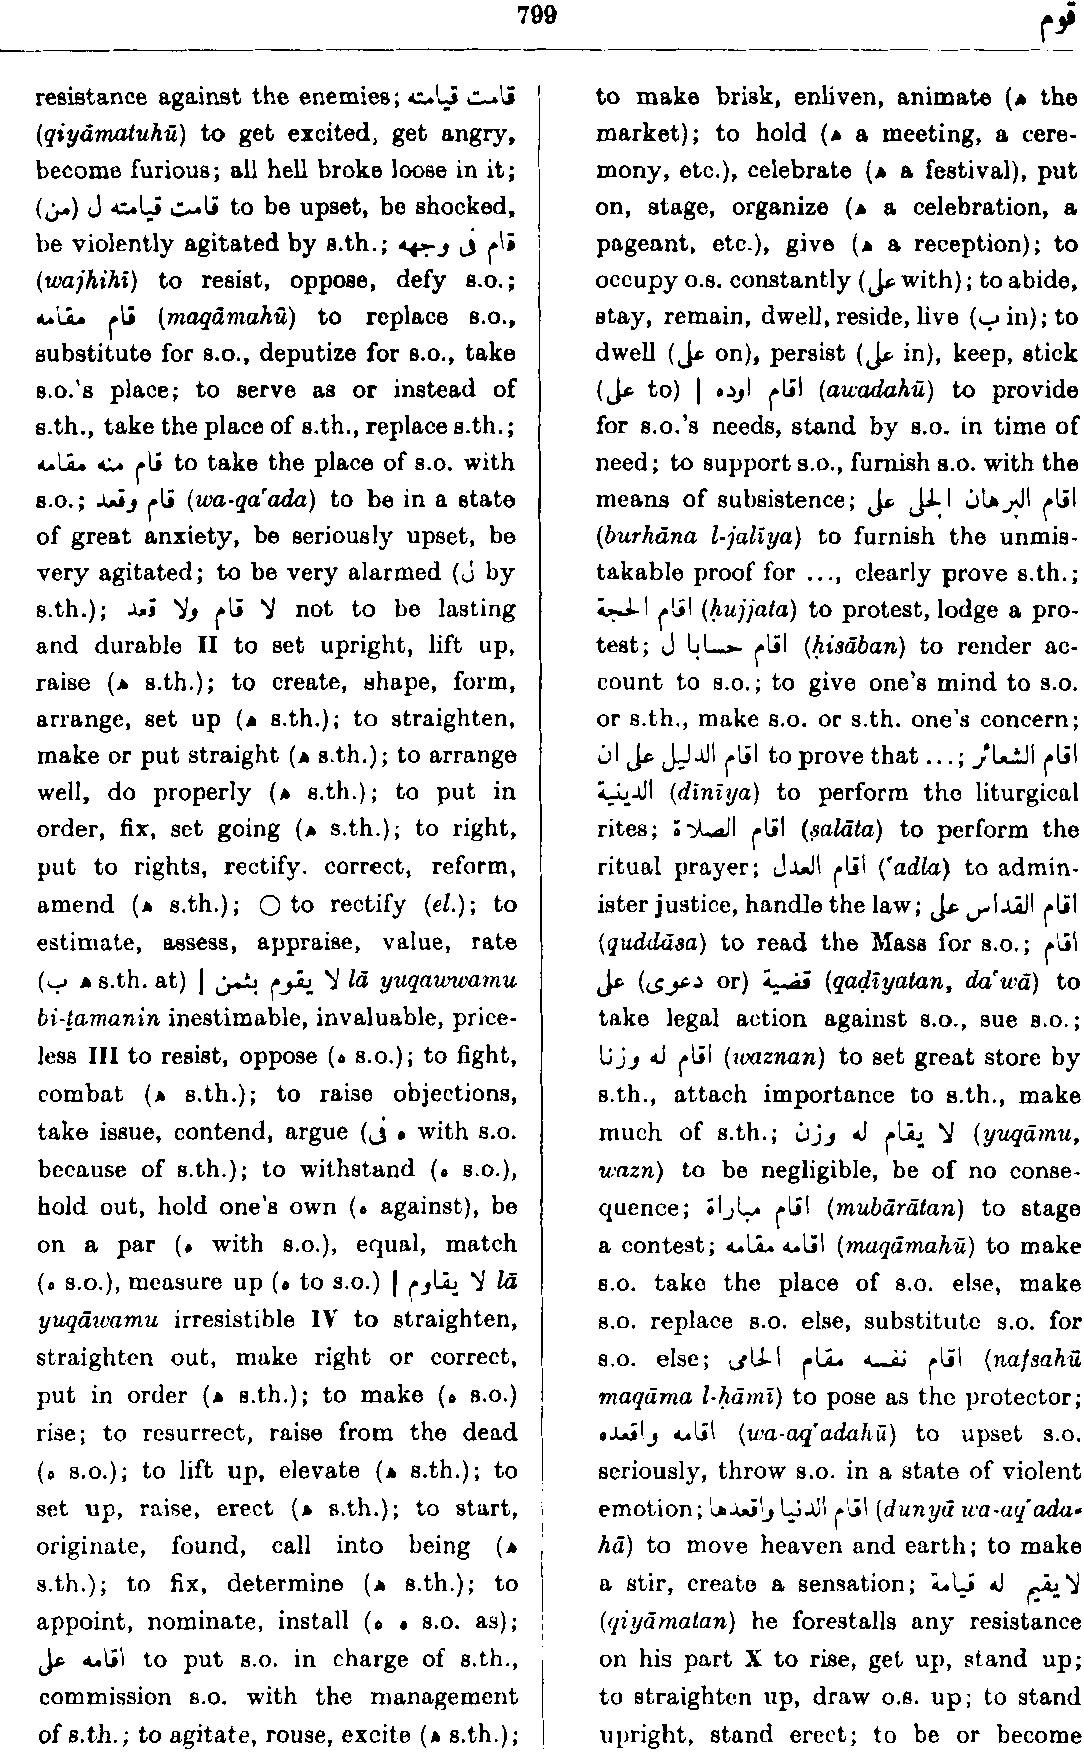 799
قوم
resistance against the enemies; قامت قيامته
(qiyāmatuhū) to get excited, get angry,
become furious; all hell broke loose in it;
قامت قيامته ل (من) to be upset, be shocked,
be violently agitated by s.th.; قام فى وجهه
(wajhihī) to resist, oppose, defy s.o.;
قام مقامه (maqāmahū) to replace s.o.,
substitute for s.o., deputize for s.o., take
s.o.'s place; to serve as or instead of
s.th., take the place of s.th., replace s.th.;
قام منه مقامه to take the place of s.o. with
s.o.; قام وقعد (wa-qaʿada) to be in a state
of great anxiety, be seriously upset, be
very agitated; to be very alarmed (ل by
s.th.); لا قام ولا قعد not to be lasting
and durable II to set upright, lift up,
raise (ه s.th.); to create, shape, form,
arrange, set up (ه s.th.); to straighten,
make or put straight (ه s.th.); to arrange
well, do properly (ه s.th.); to put in
order, fix, set going (ه s.th.); to right,
put to rights, rectify. correct, reform,
amend (ه s.th.); ○ to rectify (el.); to
estimate, assess, appraise, value, rate
(ه ب s.th. at) | لا يقوم بثمن lā yuqawwamu
bi-ṯamanin inestimable, invaluable, price-
less III to resist, oppose (ه s.o.); to fight,
combat (ه s.th.); to raise objections,
take issue, contend, argue (ه فى with s.o.
because of s.th.); to withstand (ه s.o.),
hold out, hold one's own (ه against), be
on a par (ه with s.o.), equal, match
(ه s.o.), measure up (ه to s.o.) | لا يقاوم lā
yuqāwamu irresistible IV to straighten,
straighten out, make right or correct,
put in order (ه s.th.); to make (ه s.o.)
rise; to resurrect, raise from the dead
(ه s.o.); to lift up, elevate (ه s.th.); to
set up, raise, erect (ه s.th.); to start,
originate, found, call into being (ه
s.th.); to fix, determine (ه s.th.); to
appoint, nominate, install (ه ه s.o. as);
اقامه على to put s.o. in charge of s.th.,
commission s.o. with the management
of s.th.; to agitate, rouse, excite (ه s.th.);
to make brisk, enliven, animate (ه the
market); to hold (ه a meeting, a cere-
mony, etc.), celebrate (ه a festival), put
on, stage, organize (ه a celebration, a
pageant, etc.), give (ه a reception); to
occupy o.s. constantly (على with); to abide,
stay, remain, dwell, reside, live (ب in); to
dwell (على on), persist (على in), keep, stick
(على to) | اقام اوده (awadahū) to provide
for s.o.'s needs, stand by s.o. in time of
need; to support s.o., furnish s.o. with the
means of subsistence; اقام البرهان الجلى على
(burhāna l-jalīya) to furnish the unmis-
takable proof for ..., clearly prove s.th.;
اقام الحجة (ḥujjata) to protest, lodge a pro-
test; اقام حسابا ل (ḥisāban) to render ac-
count to s.o.; to give one's mind to s.o.
or s.th., make s.o. or s.th. one's concern;
اقام الدليل على ان to prove that ...; اقام الشعائر
الدينية (dīnīya) to perform the liturgical
rites; اقام الصلاة (ṣalāta) to perform the
ritual prayer; اقام العدل (ʿadla) to admin-
ister justice, handle the law; اقام القداس على
(quddāsa) to read the Mass for s.o.; اقام
قضية (or دعوى) على (qaḍīyatan, daʿwā) to
take legal action against s.o., sue s.o.;
اقام له وزنا (waznan) to set great store by
s.th., attach importance to s.th., make
much of s.th.; لا يقام له وزن (yuqāmu,
wazn) to be negligible, be of no conse-
quence; اقام مباراة (mubārātan) to stage
a contest; اقامه مقامه (maqāmahū) to make
s.o. take the place of s.o. else, make
s.o. replace s.o. else, substitute s.o. for
s.o. else; اقام نفسه مقام الحامى (nafsahū
maqāma l-ḥāmī) to pose as the protector;
اقامه واقعده (wa-aqʿadahū) to upset s.o.
seriously, throw s.o. in a state of violent
emotion; اقام الدنيا واقعدها (dunyā wa-aqʿada-
hā) to move heaven and earth; to make
a stir, create a sensation; لا يقيم له قيامة
(qiyāmatan) he forestalls any resistance
on his part X to rise, get up, stand up;
to straighten up, draw o.s. up; to stand
upright, stand erect; to be or become